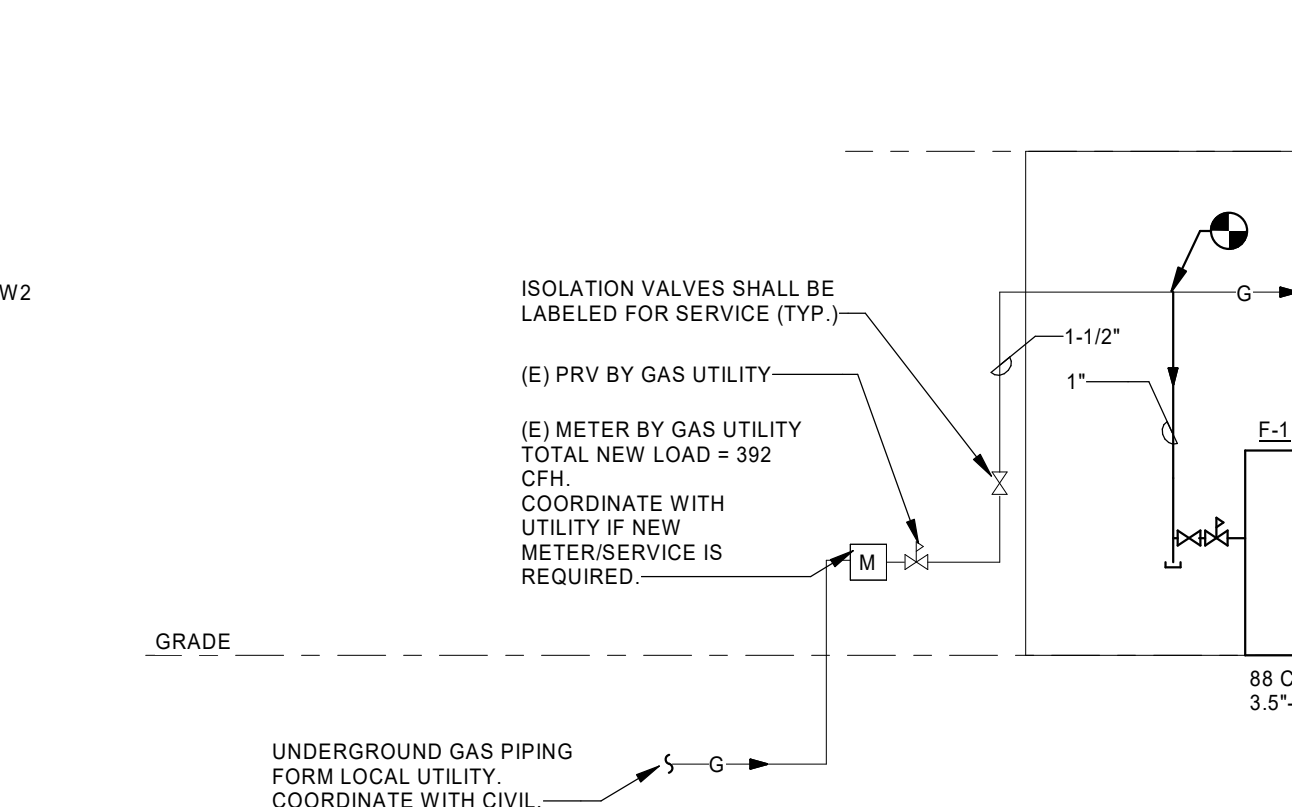 W2
ISOLATION VALVES SHALL BE
LABELED FOR SERVICE (TYP.)
G
1-1/2"
(E) PRV BY GAS UTILITY
1"
(E) METER BY GAS UTILITY
TOTAL NEW LOAD = 392
CFH.
COORDINATE WITH
UTILITY IF NEW
METER/SERVICE IS
REQUIRED.
F-1
M
GRADE
88 C
3.5"-
UNDERGROUND GAS PIPING
FORM LOCAL UTILITY.
COORDINATE WITH CIVIL.
G